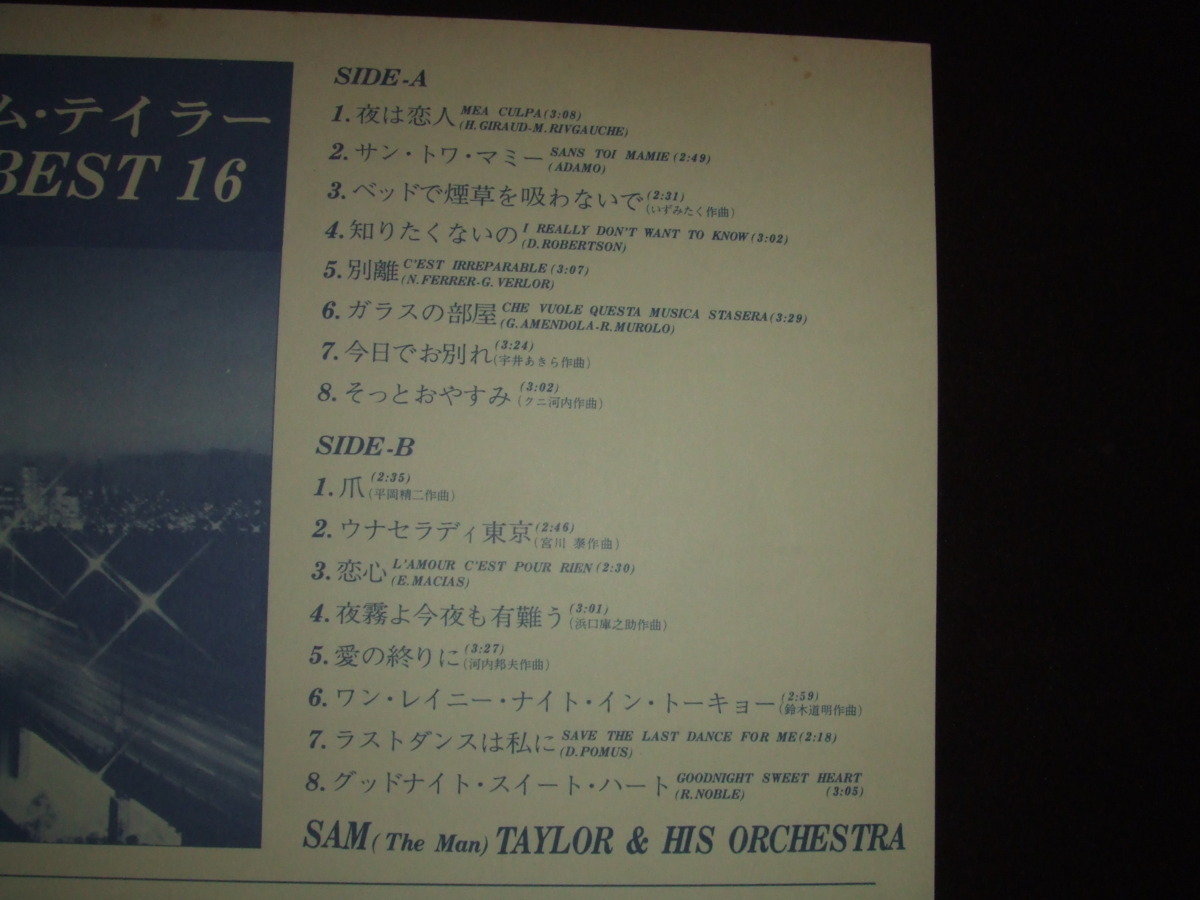 ム・テイラー
BEST 16
SIDE-A
1. 夜は恋人 MEA CULPA (3:08)
(H. GIRAUD-M. RIVGAUCHE)
2. サン・トワ・マミー SANS TOI MAMIE (2:49)
(ADAMO)
3. ベッドで煙草を吸わないで (2:31)
(いずみたく作曲)
4. 知りたくないの I REALLY DON'T WANT TO KNOW (3:02)
(D. ROBERTSON)
5. 別離 C'EST IRREPARABLE (3:07)
(N. FERRER-G. VERLOR)
6. ガラスの部屋 CHE VUOLE QUESTA MUSICA STASERA (3:29)
(G. AMENDOLA-R. MUROLO)
7. 今日でお別れ (3:24)
(宇井あきら作曲)
8. そっとおやすみ (3:02)
(クニ河内作曲)
SIDE-B
1. 爪 (2:35)
(平岡精二作曲)
2. ウナセラディ東京 (2:46)
(宮川 泰作曲)
3. 恋心 L'AMOUR C'EST POUR RIEN (2:30)
(E. MACIAS)
4. 夜霧よ今夜も有難う (3:01)
(浜口庫之助作曲)
5. 愛の終りに (3:27)
(河内邦夫作曲)
6. ワン・レイニー・ナイト・イン・トーキョー (2:59)
(鈴木道明作曲)
7. ラストダンスは私に SAVE THE LAST DANCE FOR ME (2:18)
(D. POMUS)
8. グッドナイト・スイート・ハート GOODNIGHT SWEET HEART
(R. NOBLE) (3:05)
SAM (The Man) TAYLOR & HIS ORCHESTRA